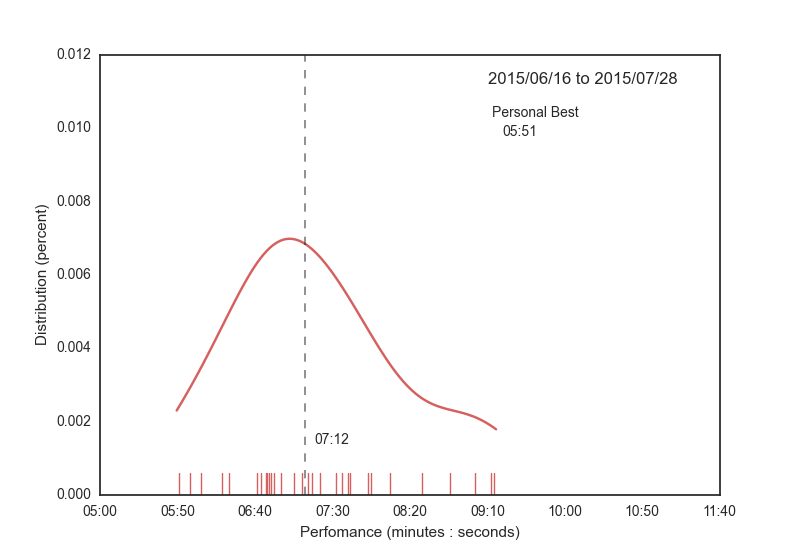 0.012
2015/06/16 to 2015/07/28
Personal Best
05:51
0.010
0.008
0.006
0.004
0.002
0.000
Distribution (percent)
07:12
05:00 05:50 06:40 07:30 08:20 09:10 10:00 10:50 11:40
Perfomance (minutes : seconds)